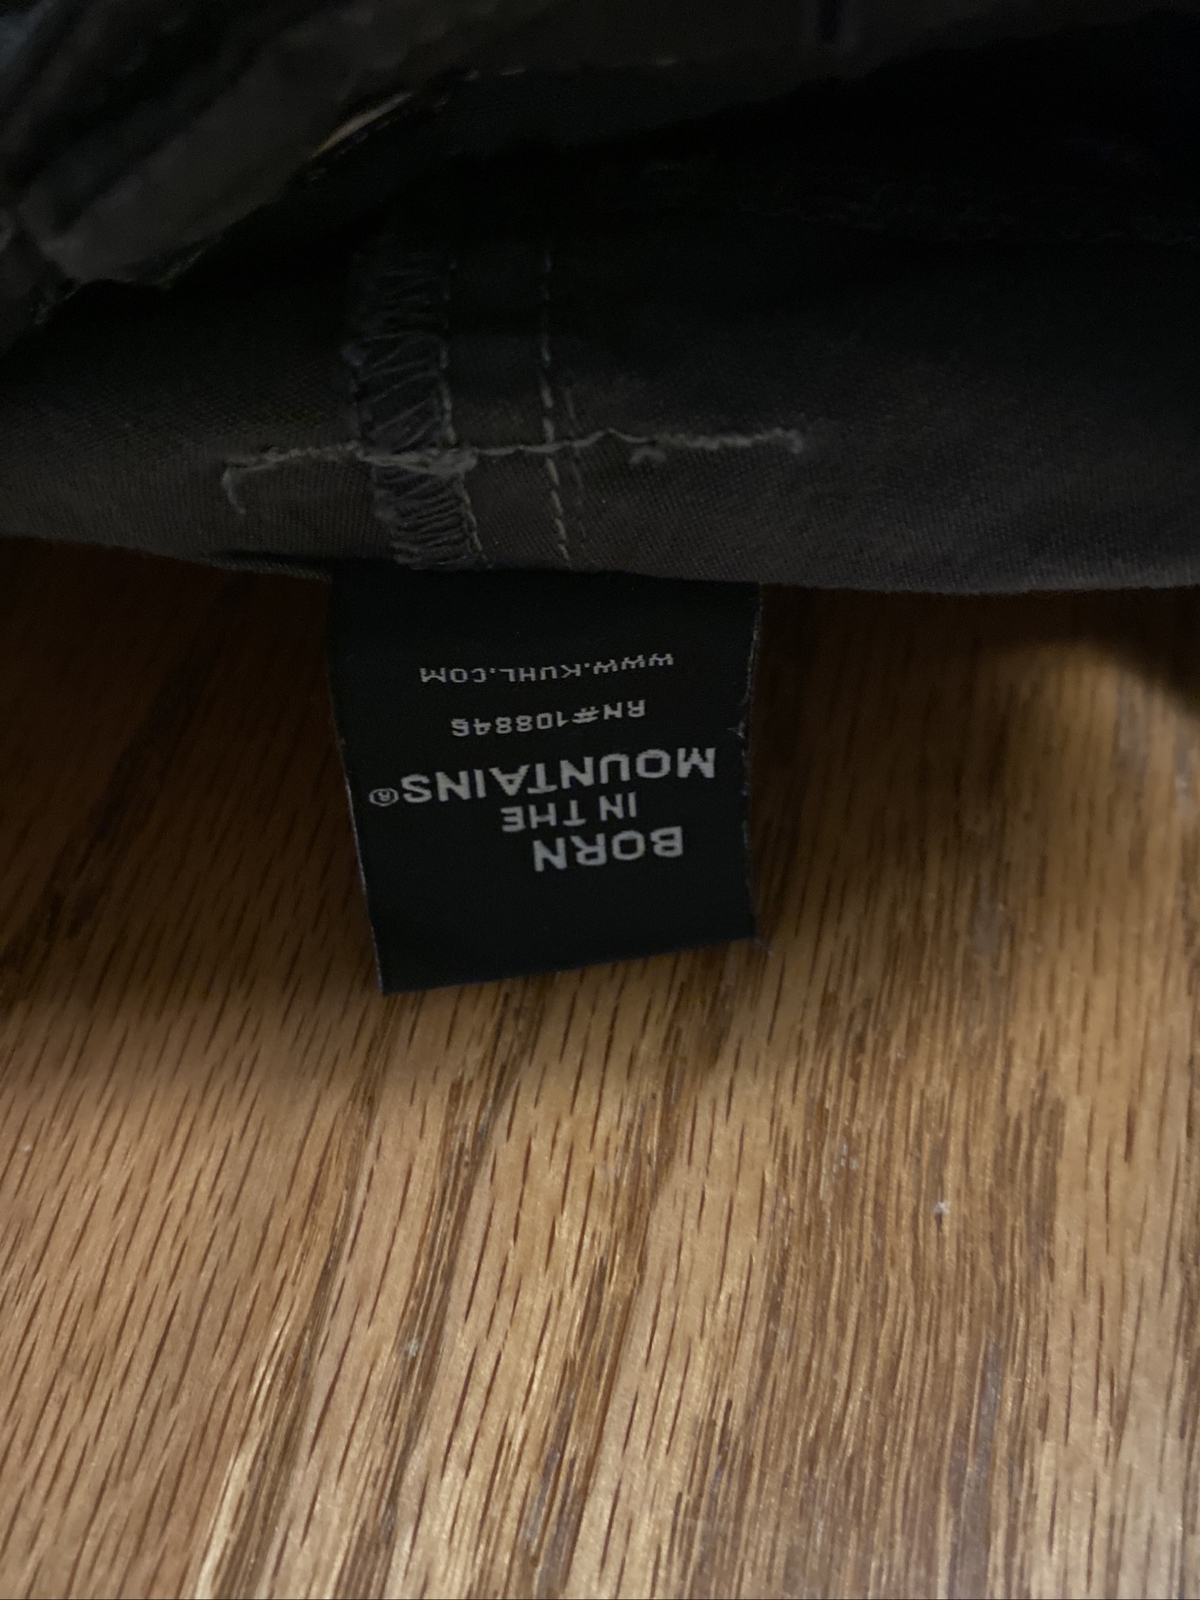 BORN
IN THE
MOUNTAINS®
RN#108846
WWW.KUHL.COM